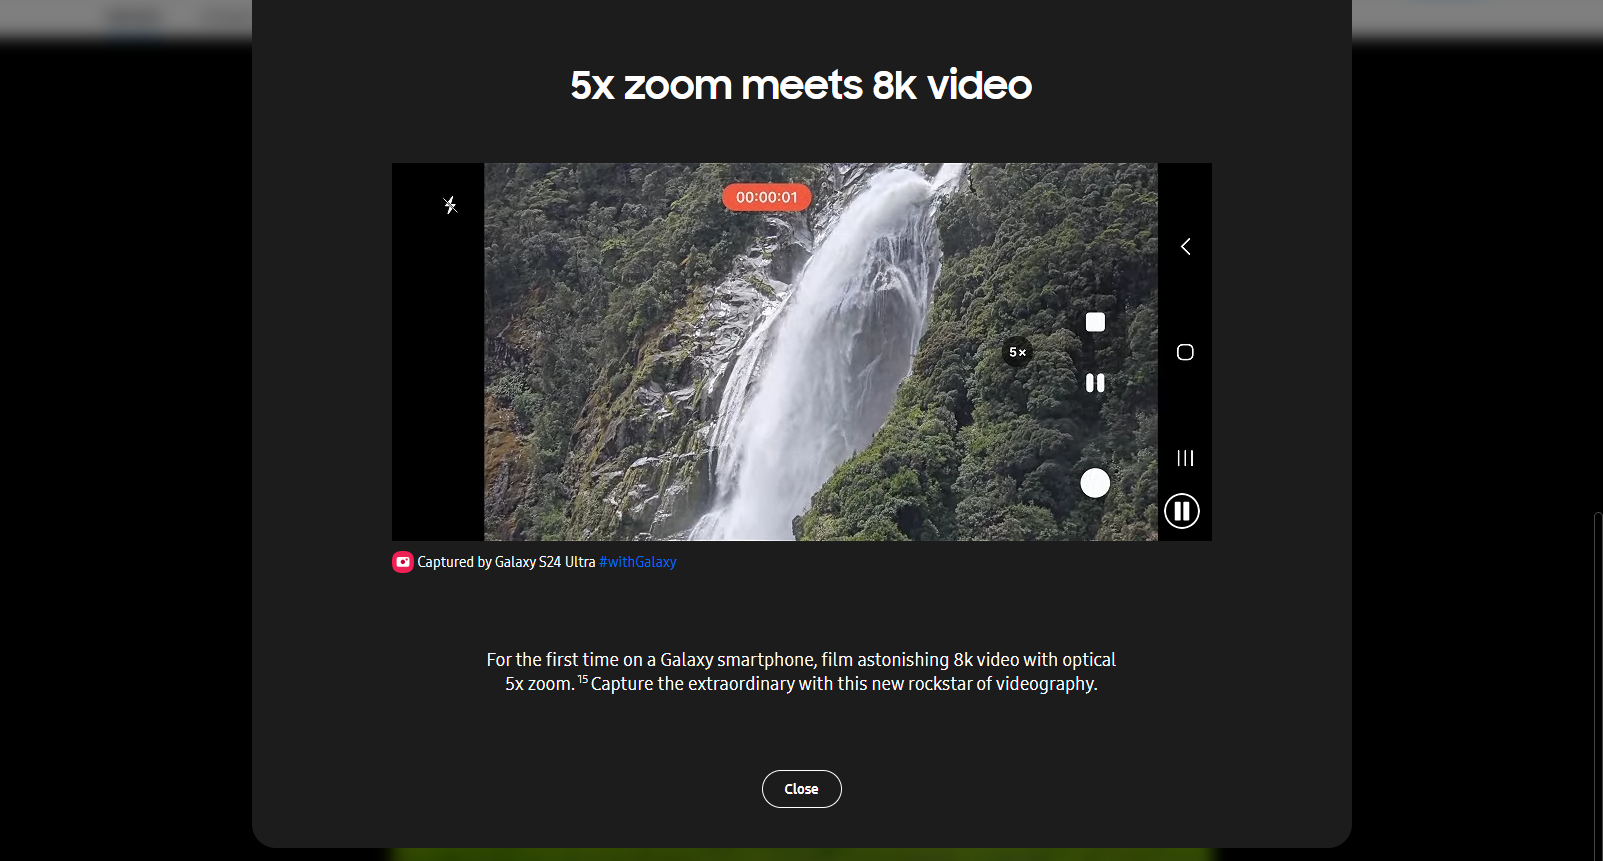 5x zoom meets 8k video
00:00:01
5×
Captured by Galaxy S24 Ultra #withGalaxy
For the first time on a Galaxy smartphone, film astonishing 8k video with optical
5x zoom.15 Capture the extraordinary with this new rockstar of videography.
Close